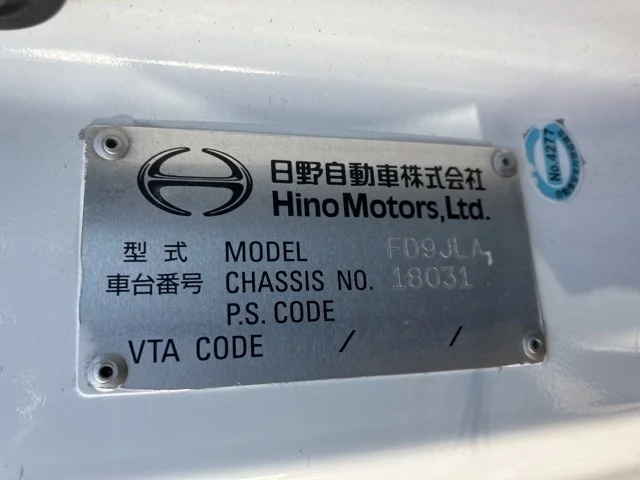 日野自動車株式会社
Hino Motors, Ltd.
型式 MODEL FD9JLA
車台番号 CHASSIS NO. 18031
P.S. CODE
VTA CODE / /
No.4277